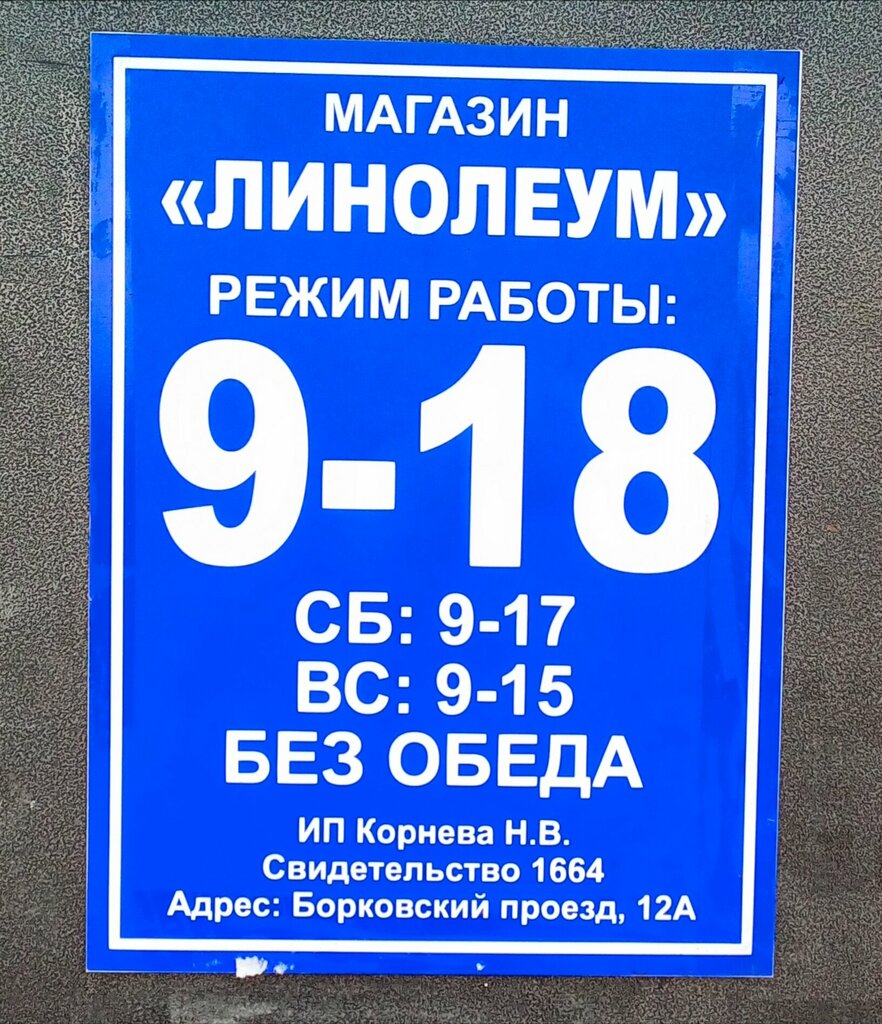 МАГАЗИН
«ЛИНОЛЕУМ»
РЕЖИМ РАБОТЫ:
9-18
СБ: 9-17
ВС: 9-15
БЕЗ ОБЕДА
ИП Корнева Н.В.
Свидетельство 1664
Адрес: Борковский проезд, 12А